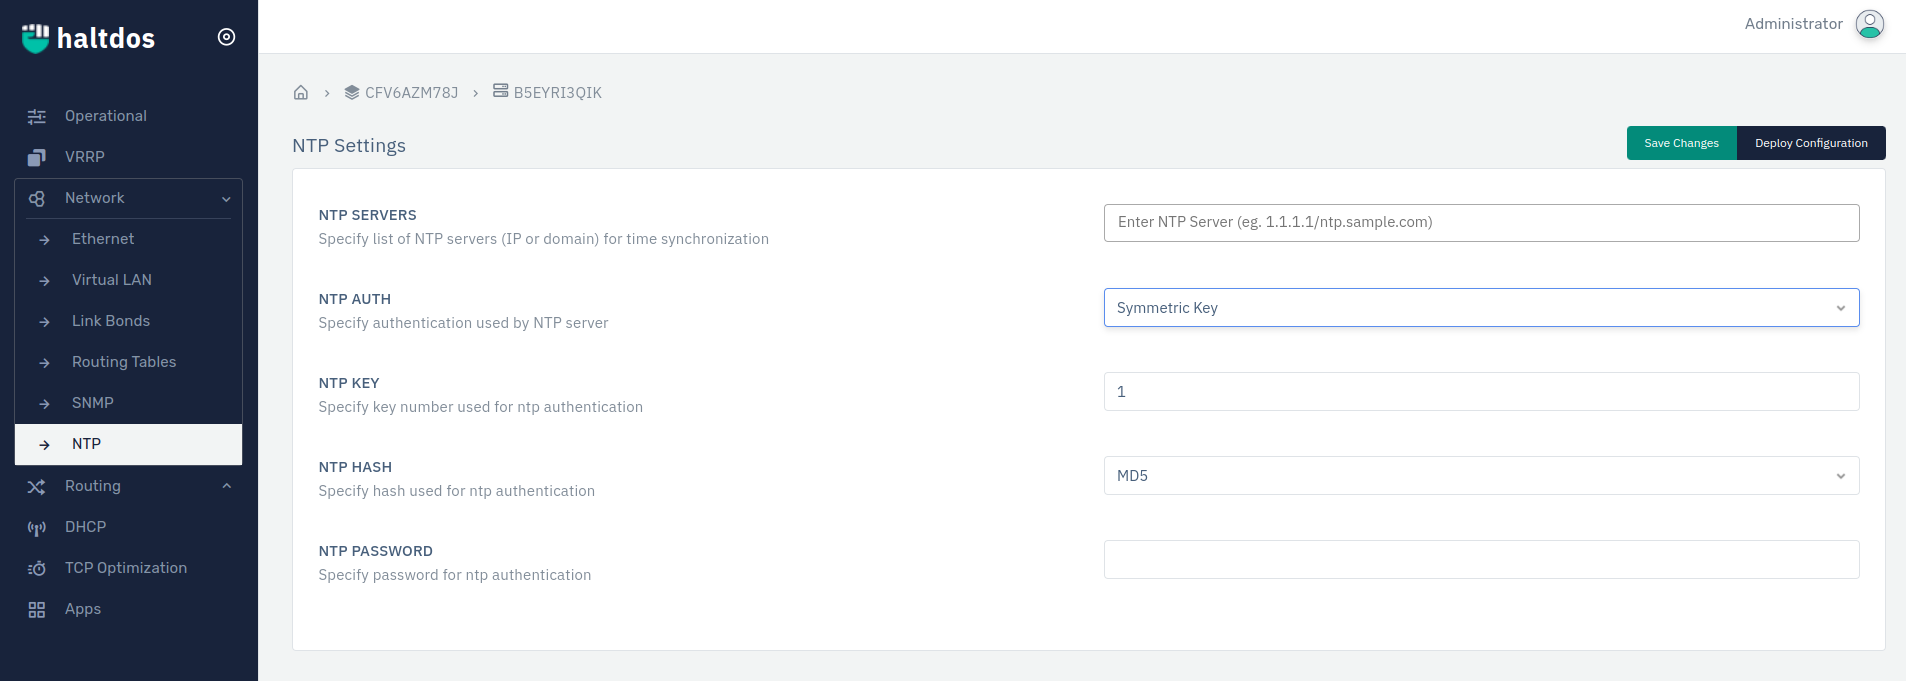 haltdos
Administrator
Operational
VRRP
Network
Ethernet
Virtual LAN
Link Bonds
Routing Tables
SNMP
NTP
Routing
DHCP
TCP Optimization
Apps
CFV6AZM78J
B5EYRI3QIK
NTP Settings
Save Changes
Deploy Configuration
NTP SERVERS
Specify list of NTP servers (IP or domain) for time synchronization
Enter NTP Server (eg. 1.1.1.1/ntp.sample.com)
NTP AUTH
Specify authentication used by NTP server
Symmetric Key
NTP KEY
Specify key number used for ntp authentication
1
NTP HASH
Specify hash used for ntp authentication
MD5
NTP PASSWORD
Specify password for ntp authentication